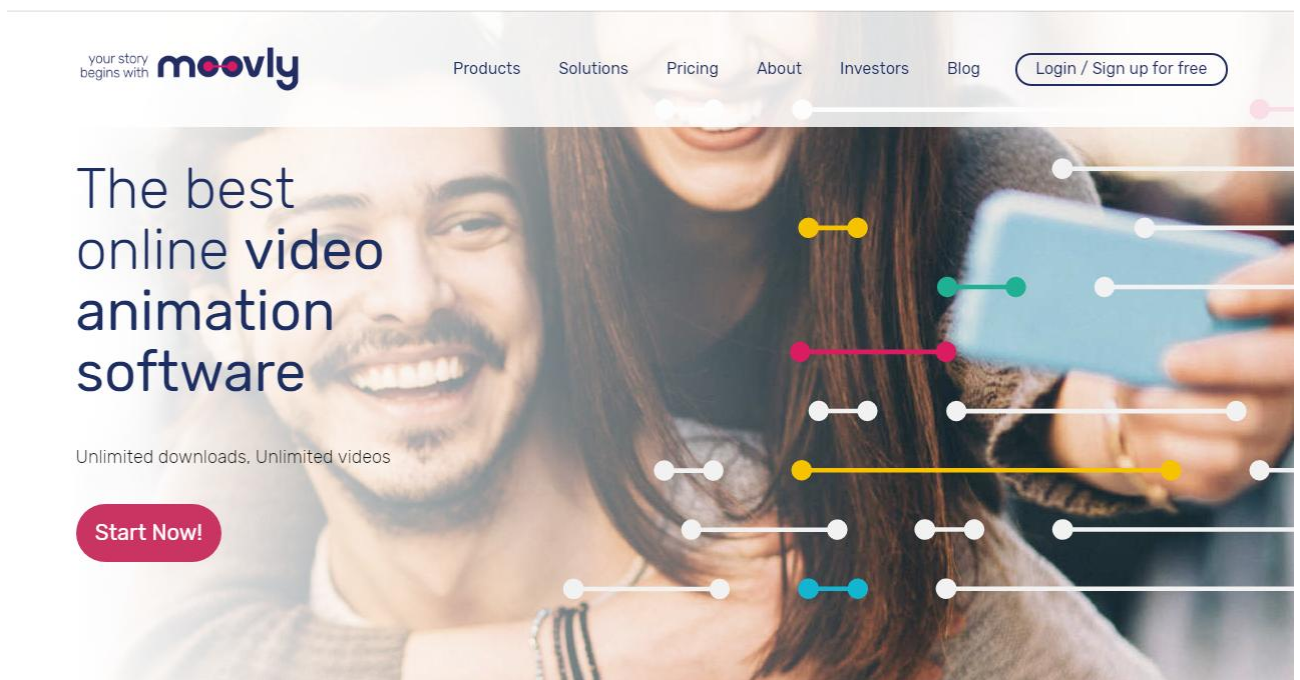 your story
begins with moovly
Products Solutions Pricing About Investors Blog Login / Sign up for free
The best
online video
animation
software
Unlimited downloads, Unlimited videos
Start Now!